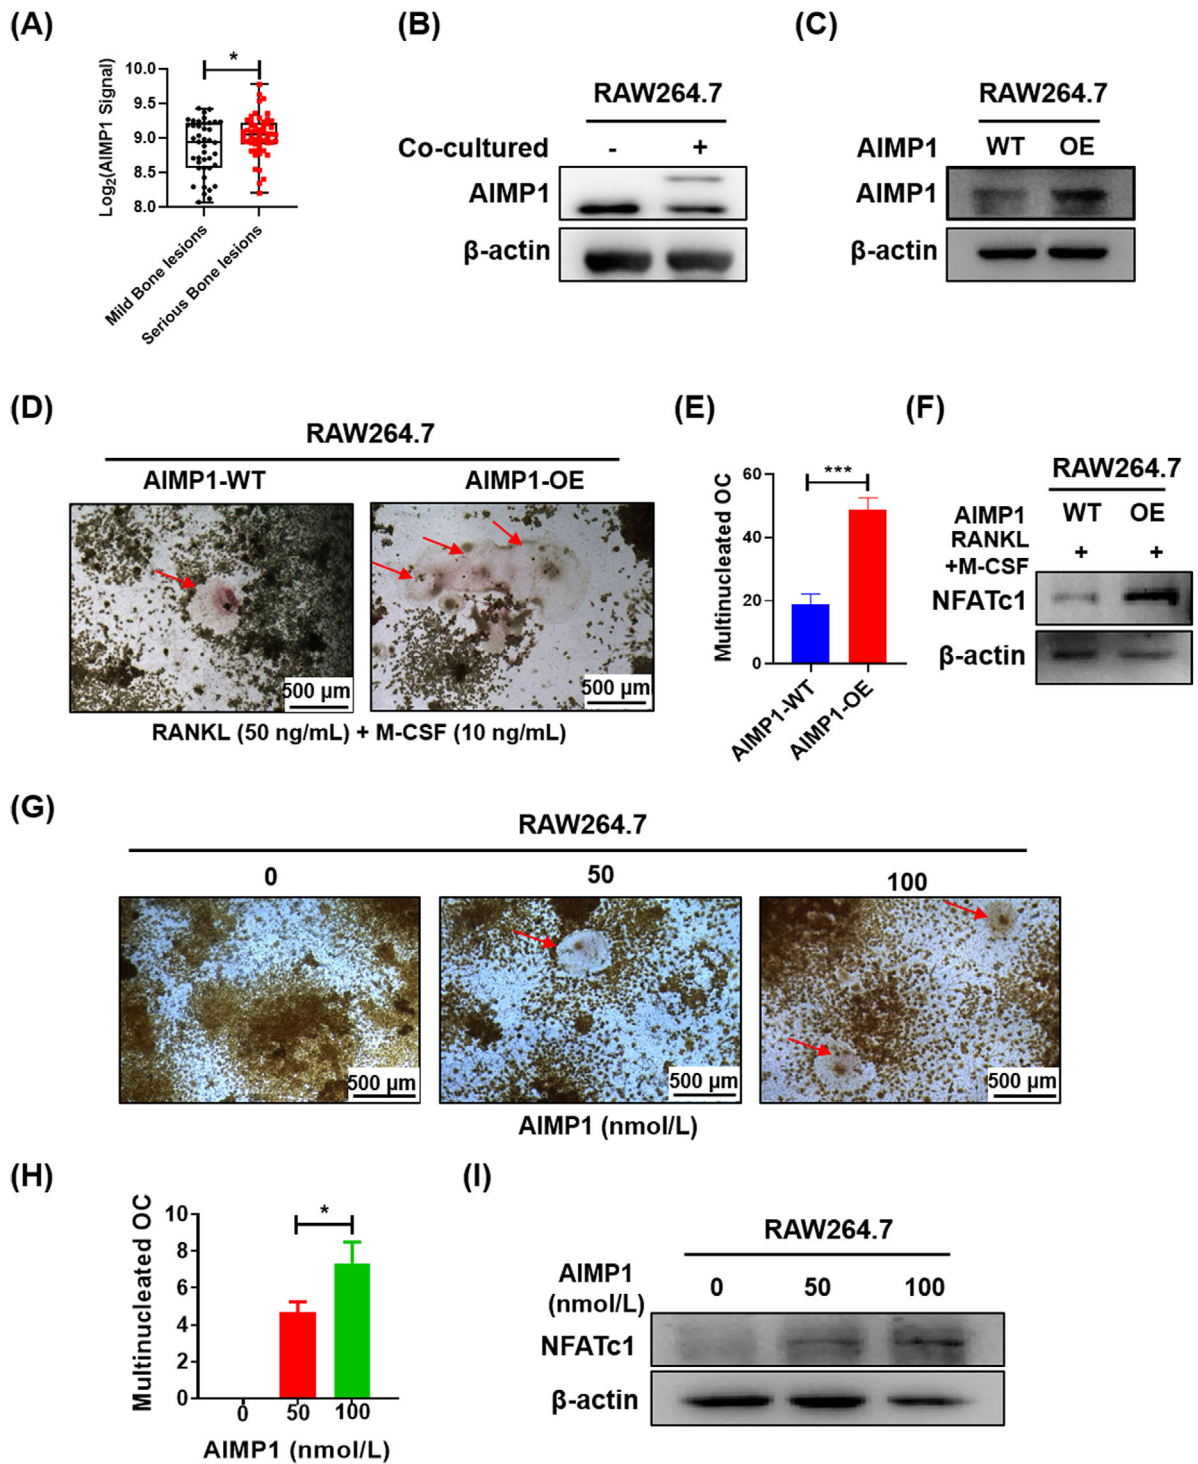 (A)
*
Log2(AIMP1 Signal)
10.0
9.5
9.0
8.5
8.0
Mild Bone lesions
Serious Bone lesions
(B)
RAW264.7
Co-cultured - +
AIMP1
β-actin
(C)
RAW264.7
AIMP1 WT OE
AIMP1
β-actin
(D)
RAW264.7
AIMP1-WT AIMP1-OE
500 µm 500 µm
RANKL (50 ng/mL) + M-CSF (10 ng/mL)
(E)
***
Multinucleated OC
60
40
20
0
AIMP1-WT
AIMP1-OE
(F)
RAW264.7
AIMP1 WT OE
RANKL
+M-CSF + +
NFATc1
β-actin
(G)
RAW264.7
0 50 100
500 µm 500 µm 500 µm
AIMP1 (nmol/L)
(H)
*
Multinucleated OC
10
8
6
4
2
0
0 50 100
AIMP1 (nmol/L)
(I)
RAW264.7
AIMP1
(nmol/L) 0 50 100
NFATc1
β-actin